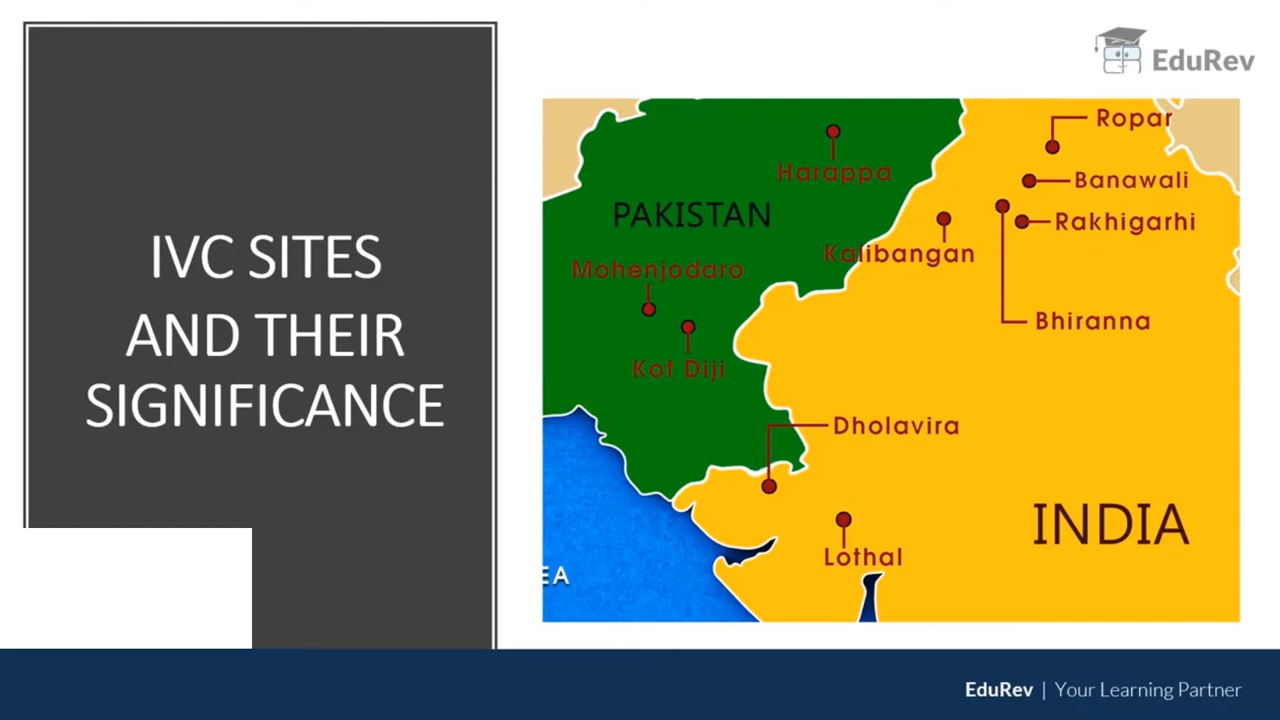 IVC SITES
AND THEIR
SIGNIFICANCE
EduRev
Ropar
Harappa
Banawali
PAKISTAN
Rakhigarhi
Kalibangan
Mohenjodaro
Bhiranna
Kot Diji
Dholavira
INDIA
Lothal
EA
EduRev | Your Learning Partner